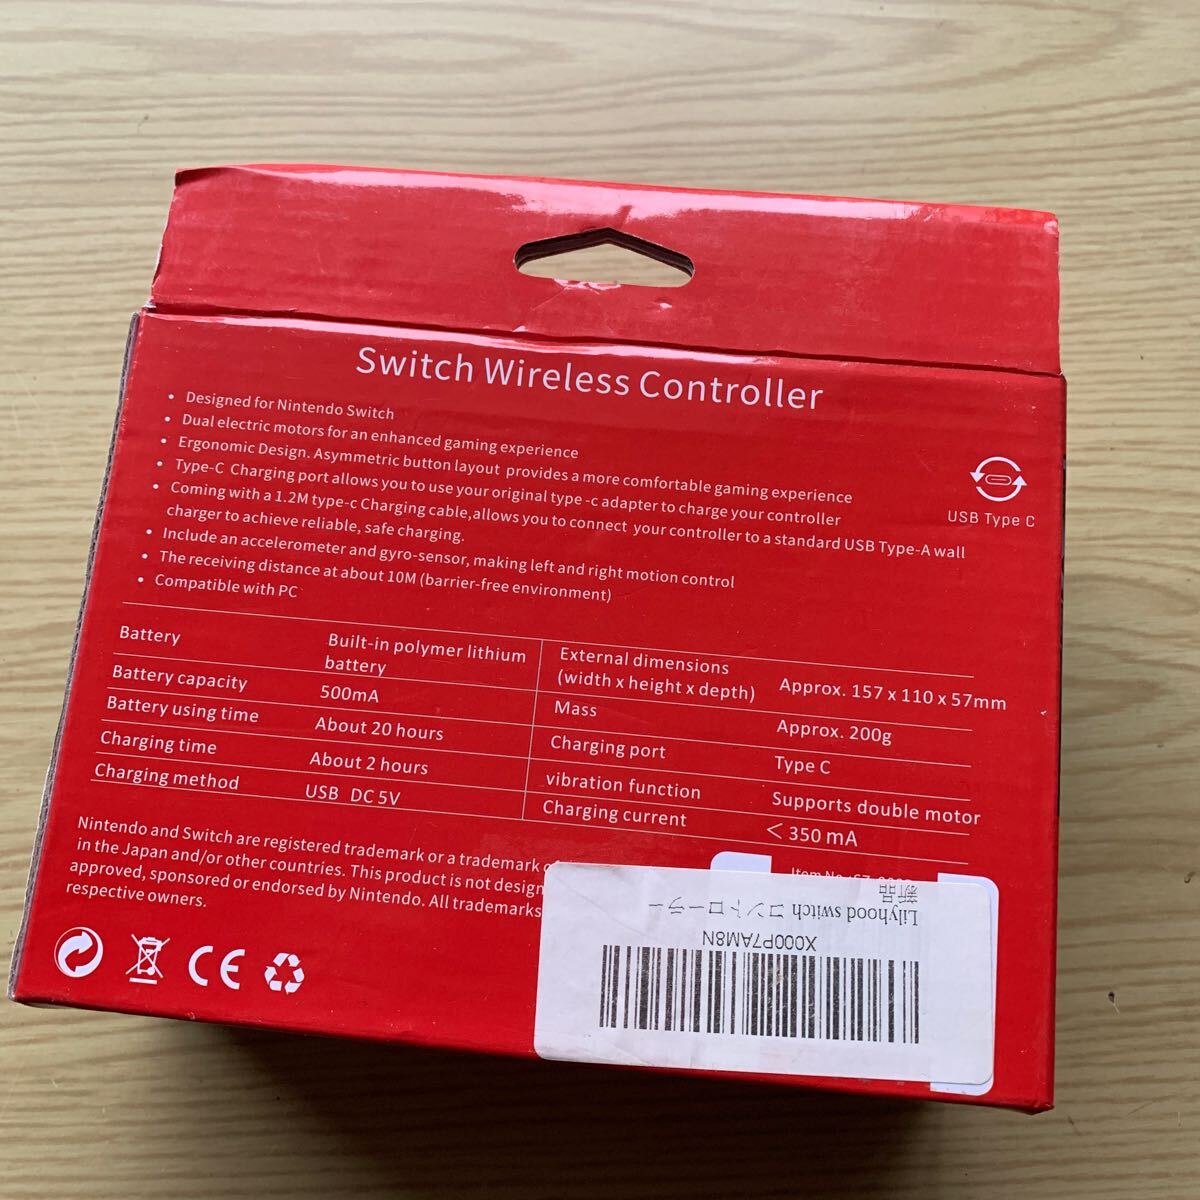 Switch Wireless Controller
• Designed for Nintendo Switch
• Dual electric motors for an enhanced gaming experience
• Ergonomic Design. Asymmetric button layout provides a more comfortable gaming experience
• Type-C Charging port allows you to use your original type-c adapter to charge your controller
• Coming with a 1.2M type-c Charging cable,allows you to connect your controller to a standard USB Type-A wall
charger to achieve reliable, safe charging.
• Include an accelerometer and gyro-sensor, making left and right motion control
• The receiving distance at about 10M (barrier-free environment)
• Compatible with PC
USB Type C
Battery
Built-in polymer lithium
battery
Battery capacity
500mA
Battery using time
About 20 hours
Charging time
About 2 hours
Charging method
USB DC 5V
External dimensions
(width x height x depth)
Approx. 157 x 110 x 57mm
Mass
Approx. 200g
Charging port
Type C
vibration function
Supports double motor
Charging current
< 350 mA
Nintendo and Switch are registered trademark or a trademark
in the Japan and/or other countries. This product is not
approved, sponsored or endorsed by Nintendo. All trademarks
respective owners.
Item No.
CE
X000P7AM8N
Lilyhood switch コントローラー
新品